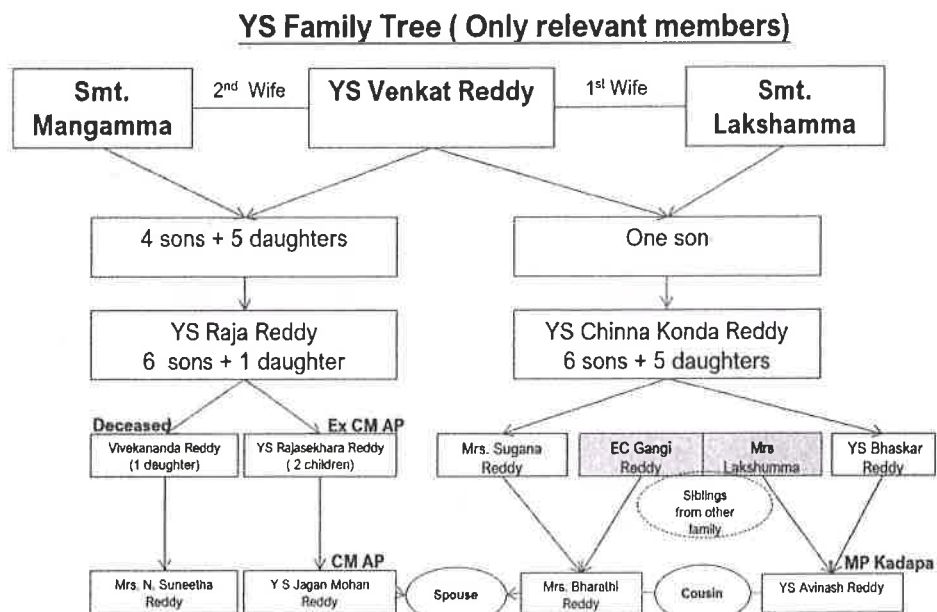 YS Family Tree ( Only relevant members)
Smt.
Mangamma
2nd Wife
YS Venkat Reddy
1st Wife
Smt.
Lakshamma
4 sons + 5 daughters
One son
YS Raja Reddy
6 sons + 1 daughter
YS Chinna Konda Reddy
6 sons + 5 daughters
Deceased
Ex CM AP
Vivekananda Reddy
(1 daughter)
YS Rajasekhara Reddy
( 2 children)
Mrs. Sugana
Reddy
EC Gangi
Reddy
Mrs
Lakshumma
YS Bhaskar
Reddy
Siblings
from other
family
CM AP
MP Kadapa
Mrs. N. Suneetha
Reddy
Y S Jagan Mohan
Reddy
Spouse
Mrs. Bharathi
Reddy
Cousin
YS Avinash Reddy